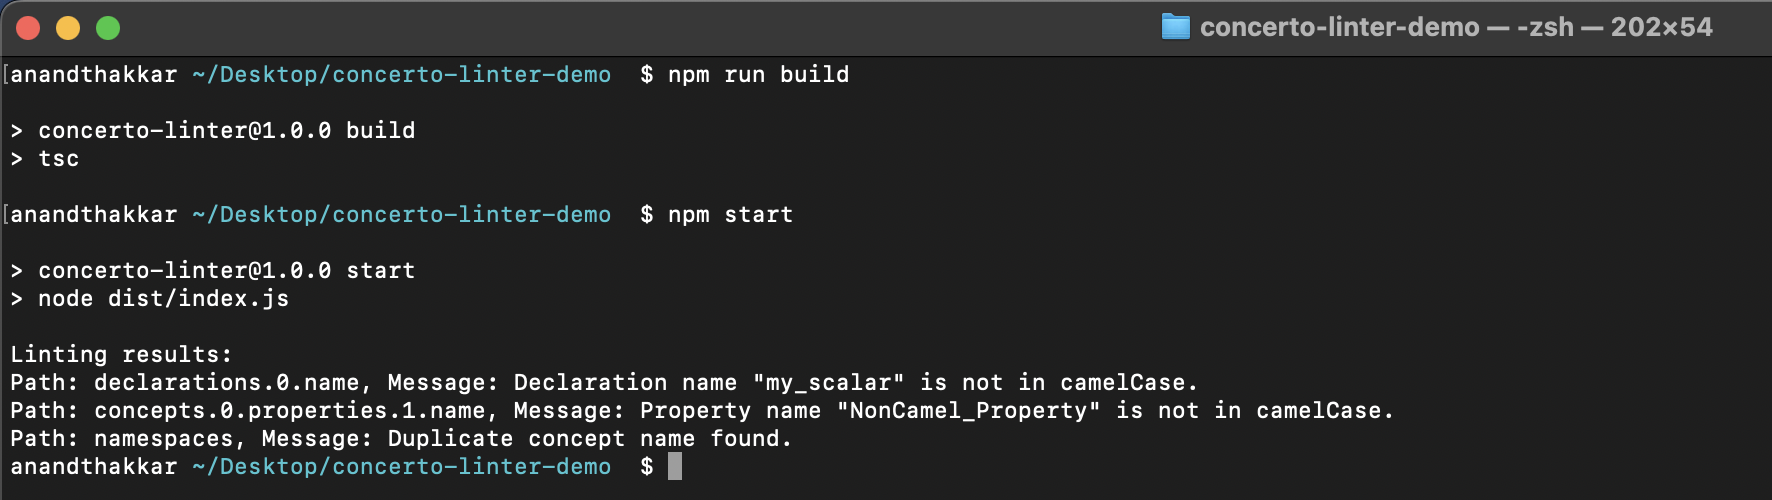 concerto-linter-demo — -zsh — 202×54
[anandthakkar ~/Desktop/concerto-linter-demo  $ npm run build
> concerto-linter@1.0.0 build
> tsc
[anandthakkar ~/Desktop/concerto-linter-demo  $ npm start
> concerto-linter@1.0.0 start
> node dist/index.js
Linting results:
Path: declarations.0.name, Message: Declaration name "my_scalar" is not in camelCase.
Path: concepts.0.properties.1.name, Message: Property name "NonCamel_Property" is not in camelCase.
Path: namespaces, Message: Duplicate concept name found.
anandthakkar ~/Desktop/concerto-linter-demo  $